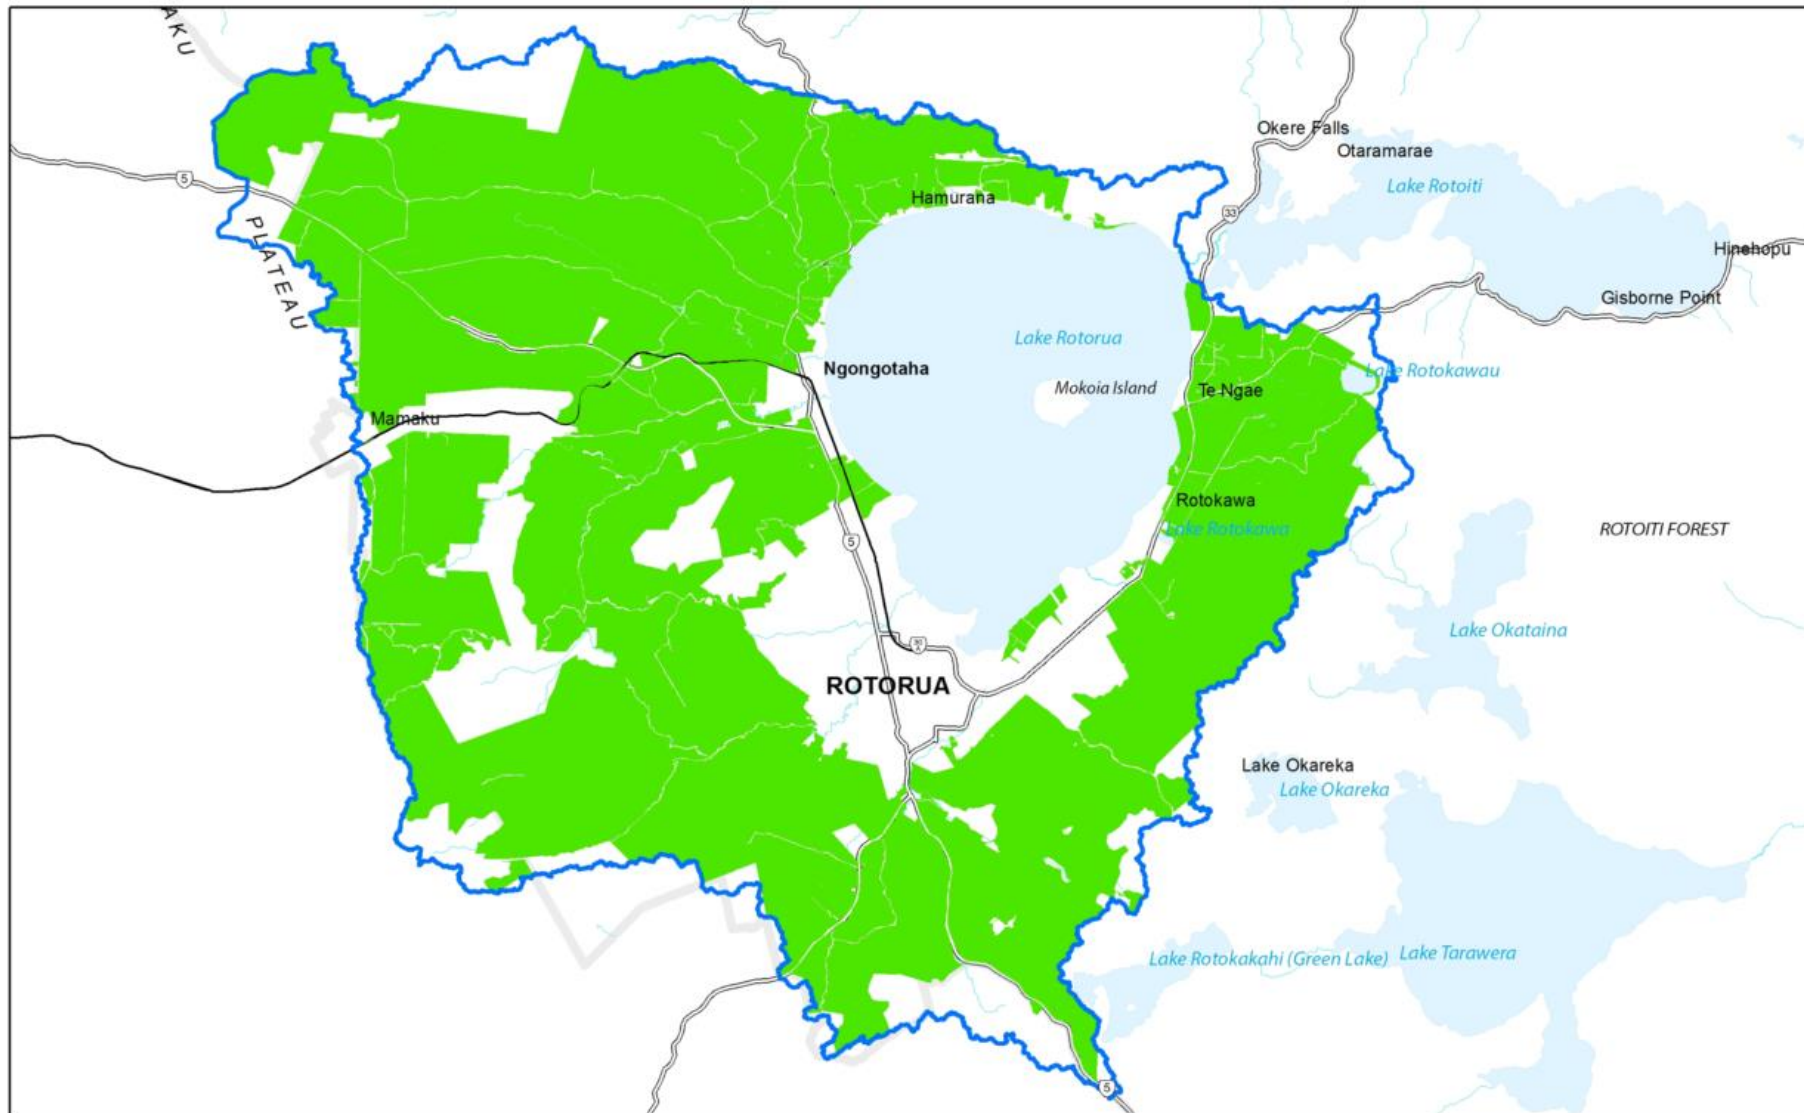 AKU
Okere Falls
Otaramarae
5
Lake Rotoiti
Hamurana
33
PLATEAU
Hinehopu
Gisborne Point
Lake Rotorua
Ngongotaha
Lake Rotokawau
Mokoia Island
Te Ngae
Mamaku
Rotokawa
Lake Rotokawa
ROTOITI FOREST
5
Lake Okataina
30
A
ROTORUA
Lake Okareka
Lake Okareka
Lake Rotokakahi (Green Lake)
Lake Tarawera
5